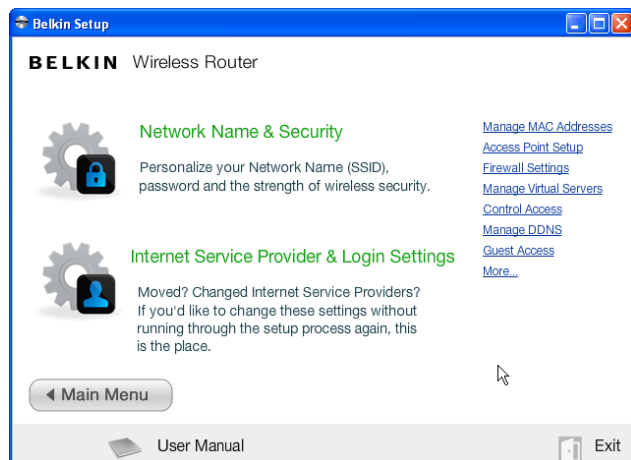 Belkin Setup
BELKIN Wireless Router
Network Name & Security
Personalize your Network Name (SSID),
password and the strength of wireless security.
Internet Service Provider & Login Settings
Moved? Changed Internet Service Providers?
If you'd like to change these settings without
running through the setup process again, this
is the place.
Manage MAC Addresses
Access Point Setup
Firewall Settings
Manage Virtual Servers
Control Access
Manage DDNS
Guest Access
More...
Main Menu
User Manual
Exit